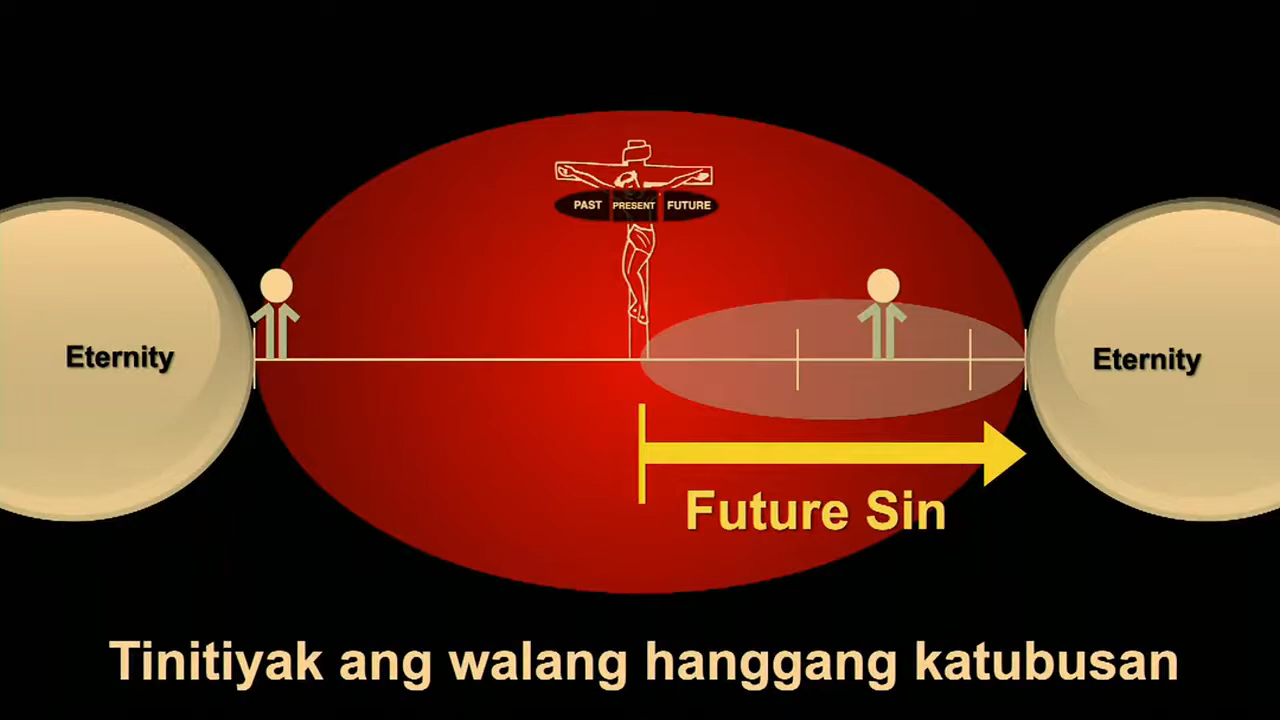 PAST PRESENT FUTURE
Eternity
Eternity
Future Sin
Tinitiyak ang walang hanggang katubusan